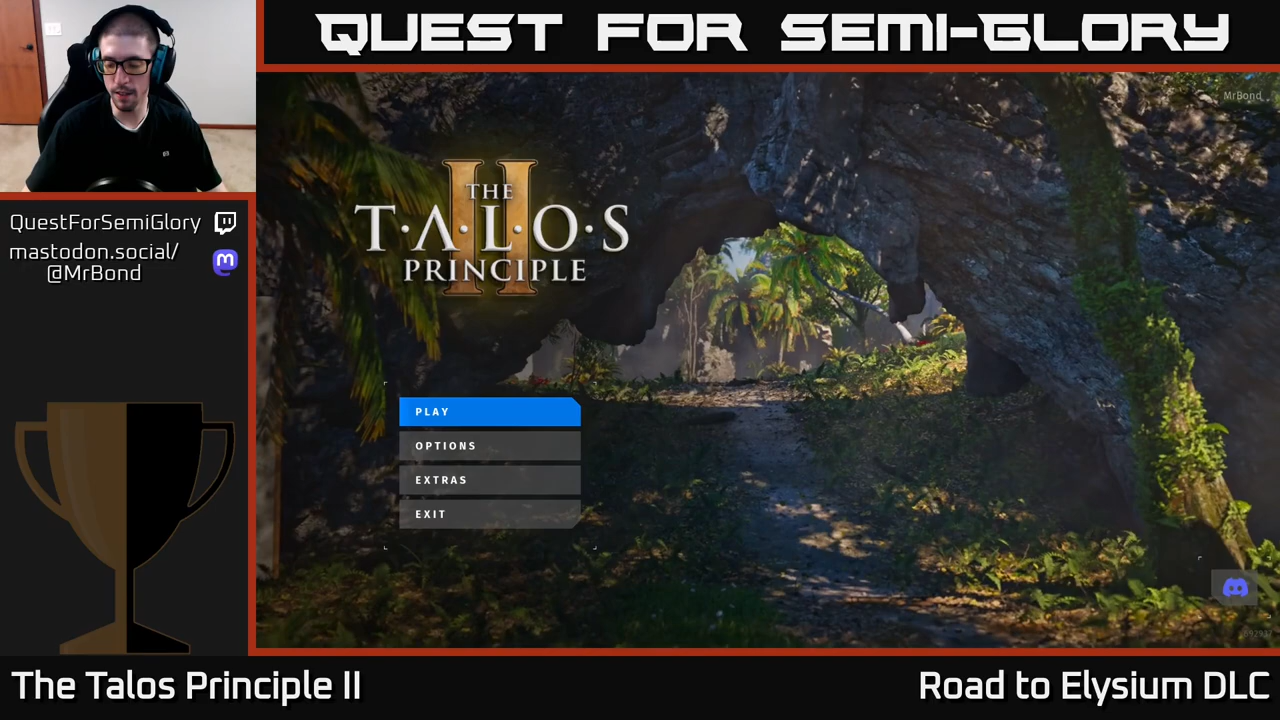 QUEST FOR SEMI-GLORY
MrBond
QuestForSemiGlory
mastodon.social/
@MrBond
THE
T·A·L·O·S
PRINCIPLE
II
PLAY
OPTIONS
EXTRAS
EXIT
The Talos Principle II
Road to Elysium DLC